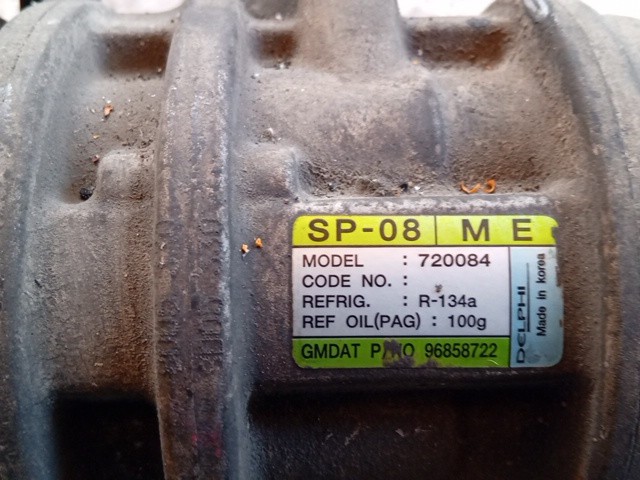 SP-08 ME
MODEL : 720084
CODE NO. :
REFRIG. : R-134a
REF OIL(PAG) : 100g
GMDAT P/NO 96858722
DELPHI
Made in korea